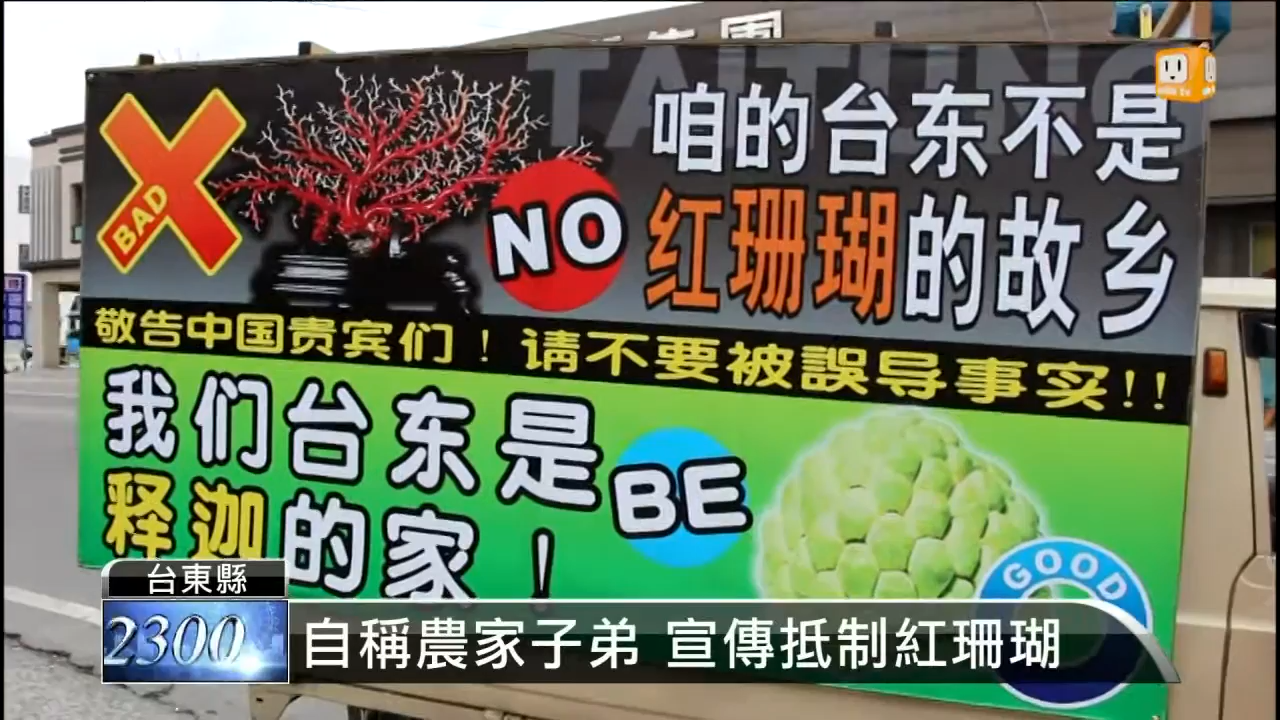 TAITUNG
咱的台东不是
BAD
NO
红珊瑚的故乡
敬告中国贵宾们！请不要被誤导事实!!
我们台东是
BE
释迦的家！
GOOD
台東縣
2300
自稱農家子弟 宣傳抵制紅珊瑚